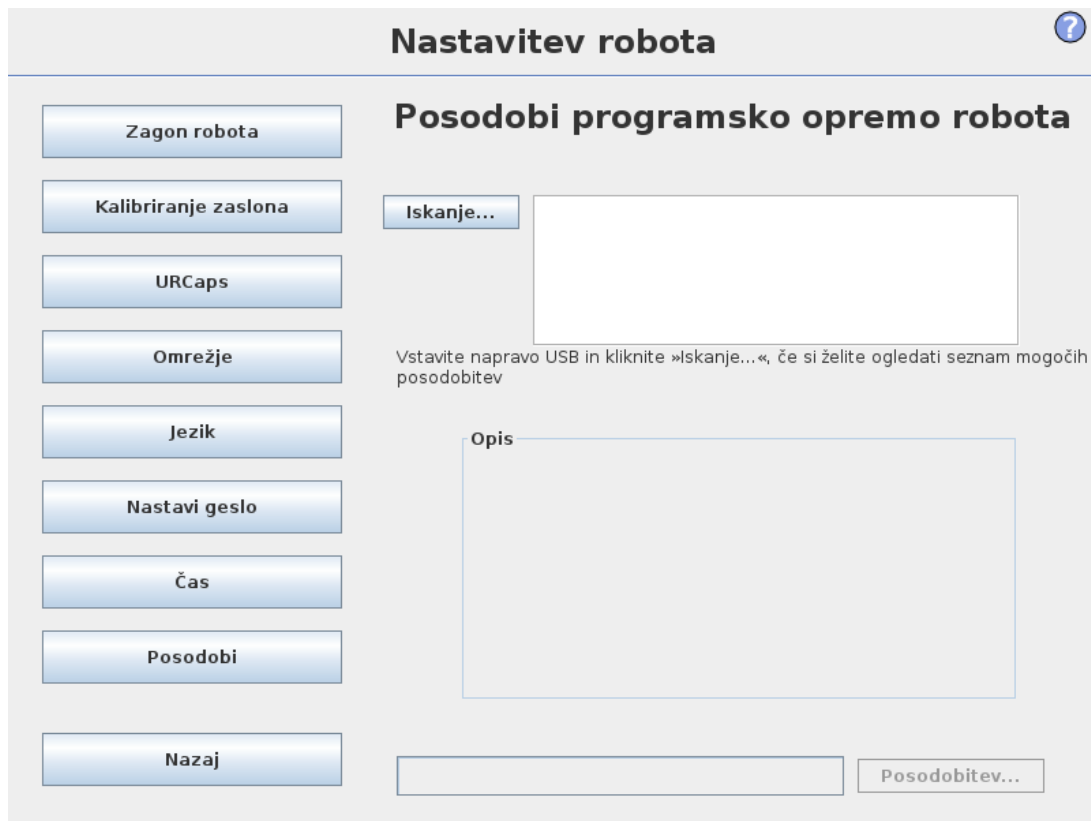 Nastavitev robota
?
Zagon robota
Kalibriranje zaslona
URCaps
Omrežje
Jezik
Nastavi geslo
Čas
Posodobi
Nazaj
Posodobi programsko opremo robota
Iskanje...
Vstavite napravo USB in kliknite »Iskanje...«, če si želite ogledati seznam mogočih
posodobitev
Opis
Posodobitev...